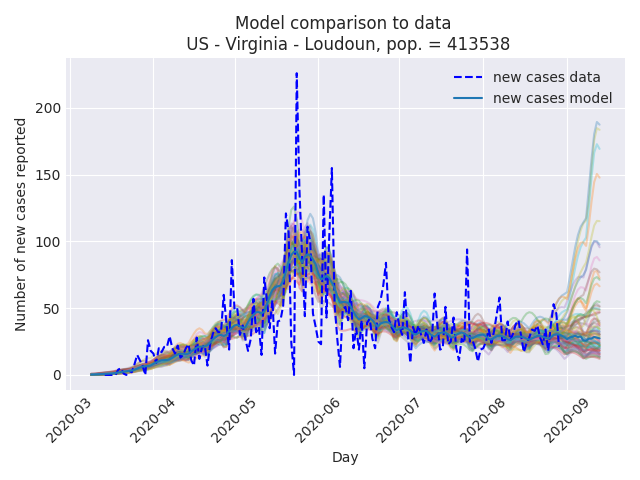 Model comparison to data
US - Virginia - Loudoun, pop. = 413538
new cases data
new cases model
Number of new cases reported
200
150
100
50
0
2020-03
2020-04
2020-05
2020-06
2020-07
2020-08
2020-09
Day